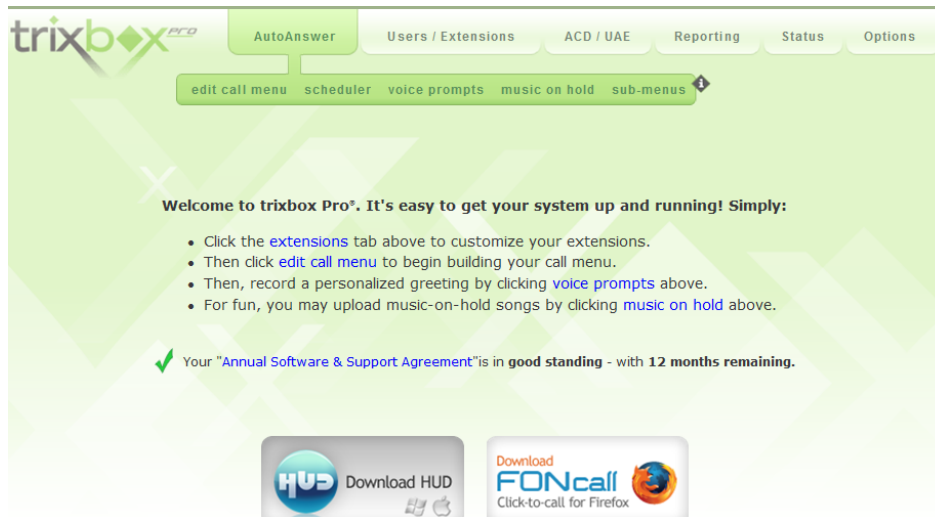 trixbox pro
AutoAnswer Users / Extensions ACD / UAE Reporting Status Options
edit call menu scheduler voice prompts music on hold sub-menus
Welcome to trixbox Pro®. It's easy to get your system up and running! Simply:
• Click the extensions tab above to customize your extensions.
• Then click edit call menu to begin building your call menu.
• Then, record a personalized greeting by clicking voice prompts above.
• For fun, you may upload music-on-hold songs by clicking music on hold above.
Your "Annual Software & Support Agreement"is in good standing - with 12 months remaining.
HUD Download HUD
Download
FONcall
Click-to-call for Firefox